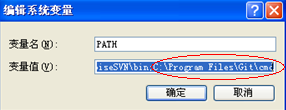 编辑系统变量
变量名(N): PATH
变量值(V): iseSVN\bin;C:\Program Files\Git\cmd
确定 取消